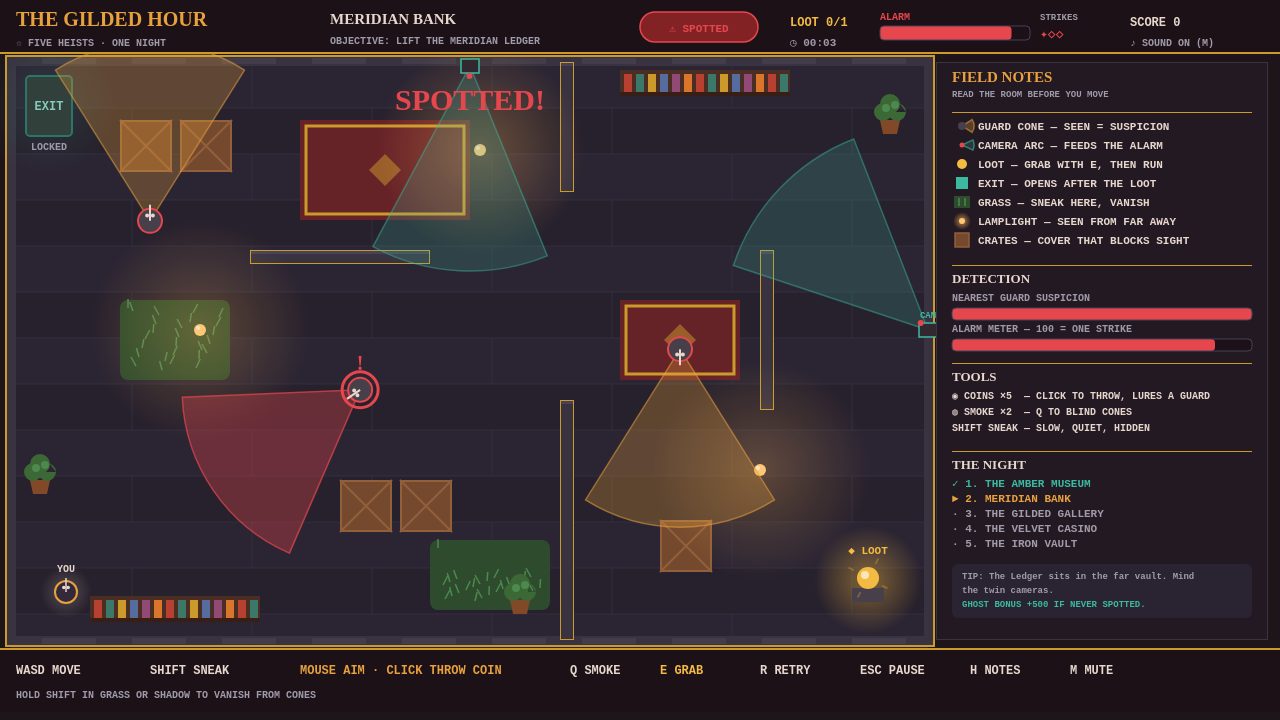 THE GILDED HOUR
☆ FIVE HEISTS · ONE NIGHT
MERIDIAN BANK
OBJECTIVE: LIFT THE MERIDIAN LEDGER
⚠ SPOTTED
LOOT 0/1
◷ 00:03
ALARM
STRIKES
✦◇◇
SCORE 0
♪ SOUND ON (M)
EXIT
LOCKED
SPOTTED!
!
CAM
YOU
◆ LOOT
FIELD NOTES
READ THE ROOM BEFORE YOU MOVE
GUARD CONE — SEEN = SUSPICION
CAMERA ARC — FEEDS THE ALARM
LOOT — GRAB WITH E, THEN RUN
EXIT — OPENS AFTER THE LOOT
GRASS — SNEAK HERE, VANISH
LAMPLIGHT — SEEN FROM FAR AWAY
CRATES — COVER THAT BLOCKS SIGHT
DETECTION
NEAREST GUARD SUSPICION
ALARM METER — 100 = ONE STRIKE
TOOLS
◉ COINS ×5 — CLICK TO THROW, LURES A GUARD
◍ SMOKE ×2 — Q TO BLIND CONES
SHIFT SNEAK — SLOW, QUIET, HIDDEN
THE NIGHT
✓ 1. THE AMBER MUSEUM
► 2. MERIDIAN BANK
· 3. THE GILDED GALLERY
· 4. THE VELVET CASINO
· 5. THE IRON VAULT
TIP: The Ledger sits in the far vault. Mind
the twin cameras.
GHOST BONUS +500 IF NEVER SPOTTED.
WASD MOVE
SHIFT SNEAK
MOUSE AIM · CLICK THROW COIN
Q SMOKE
E GRAB
R RETRY
ESC PAUSE
H NOTES
M MUTE
HOLD SHIFT IN GRASS OR SHADOW TO VANISH FROM CONES